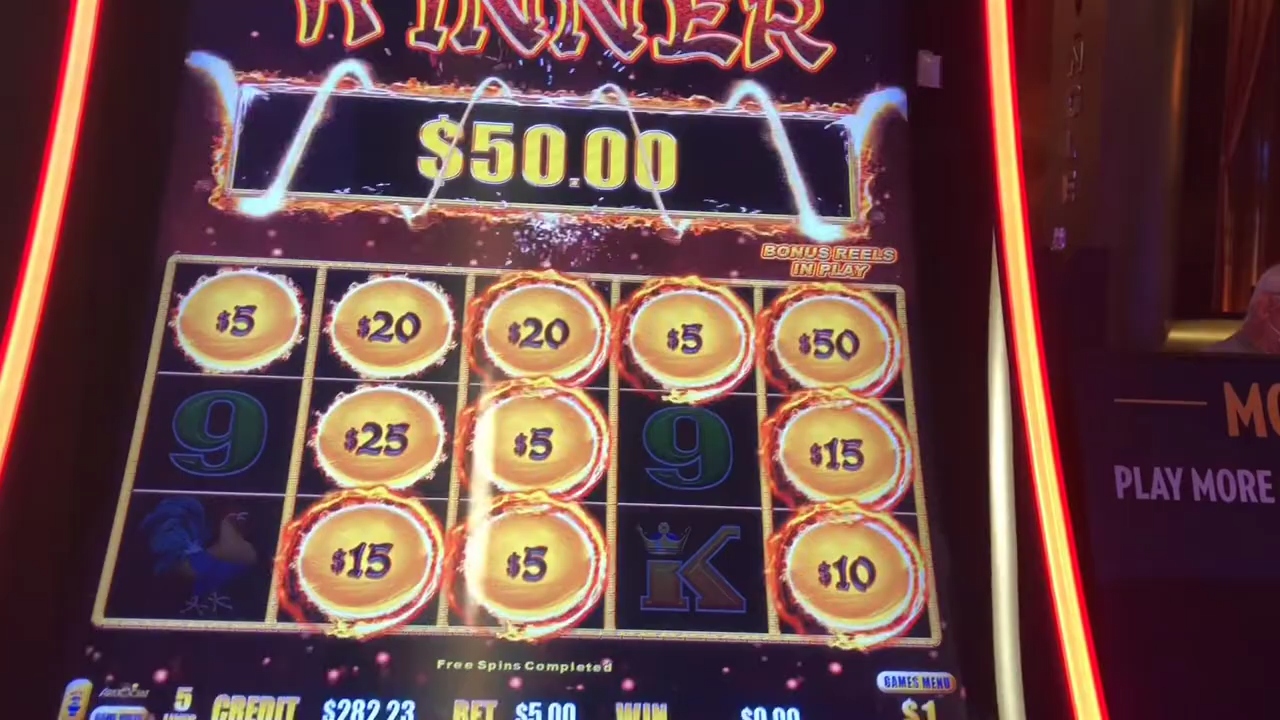 WINNER
$50.00
BONUS REELS
IN PLAY
$5 $20 $20 $5 $50
9 $25 $5 9 $15
$15 $5 K $10
Free Spins Completed
GAMES MENU
5 CREDIT $282.23 BET $5.00 WIN $0.00 $1
PLAY MORE